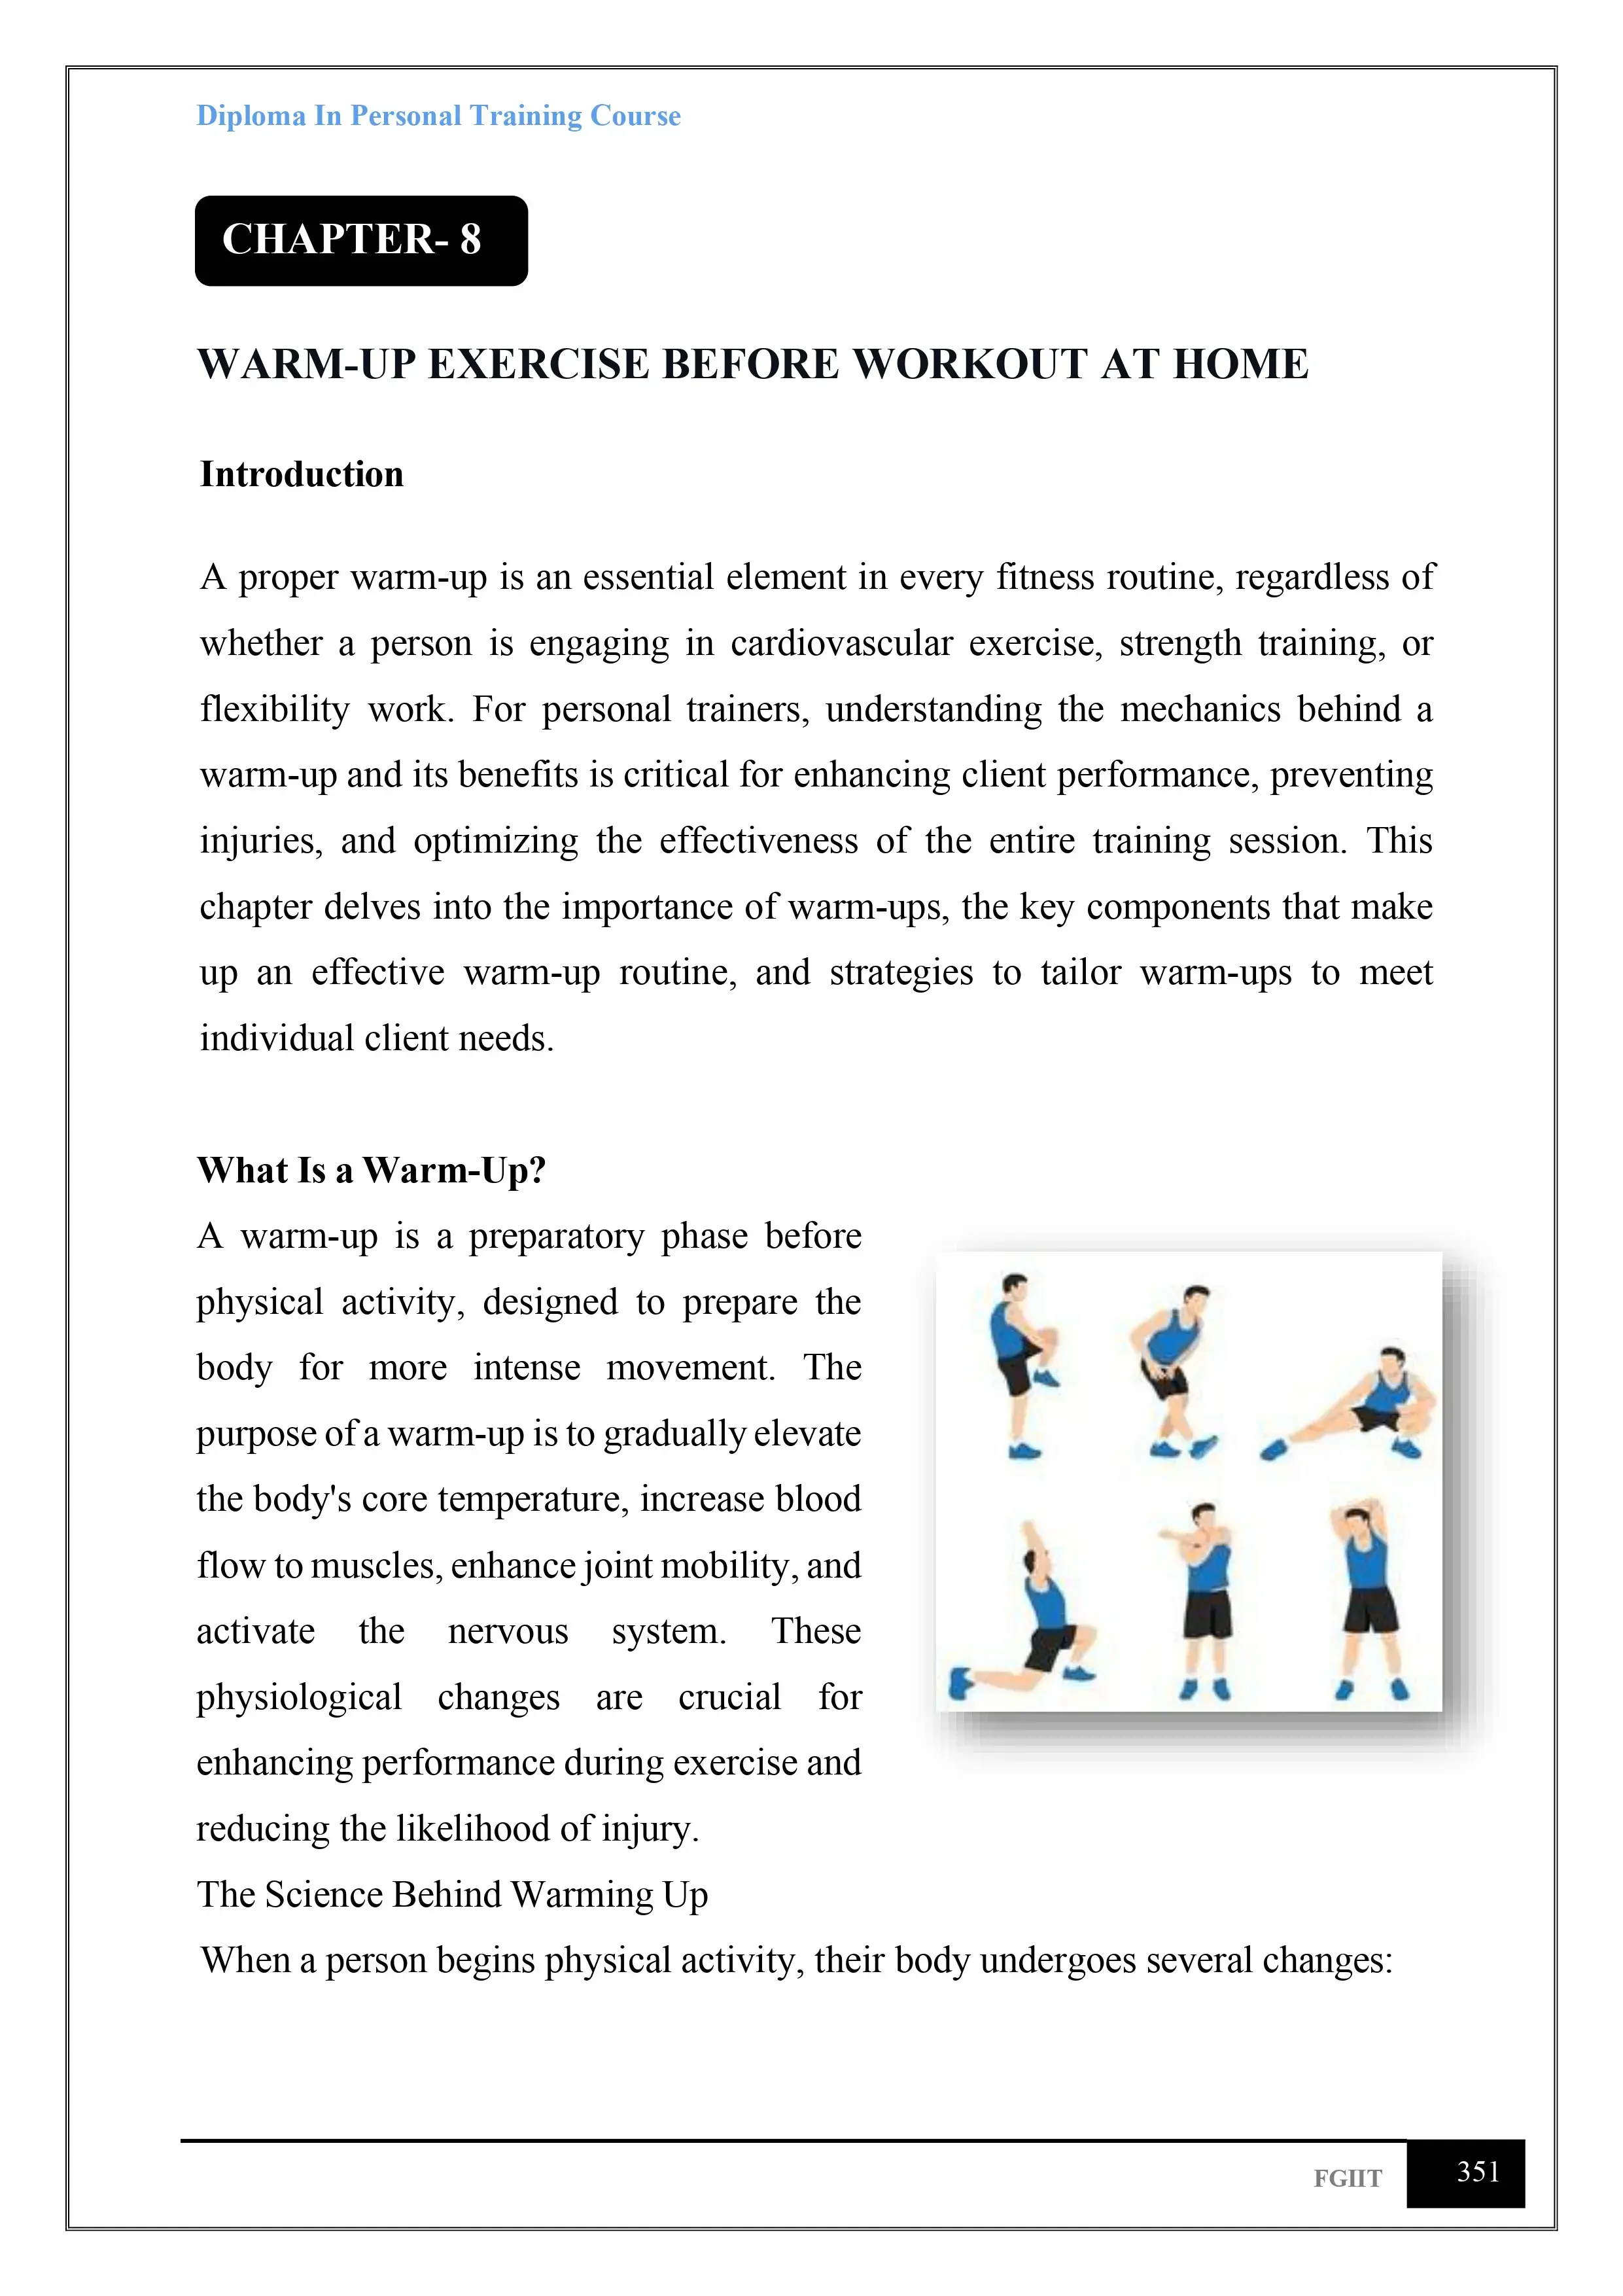 Diploma In Personal Training Course
CHAPTER- 8
WARM-UP EXERCISE BEFORE WORKOUT AT HOME
Introduction
A proper warm-up is an essential element in every fitness routine, regardless of
whether a person is engaging in cardiovascular exercise, strength training, or
flexibility work. For personal trainers, understanding the mechanics behind a
warm-up and its benefits is critical for enhancing client performance, preventing
injuries, and optimizing the effectiveness of the entire training session. This
chapter delves into the importance of warm-ups, the key components that make
up an effective warm-up routine, and strategies to tailor warm-ups to meet
individual client needs.
What Is a Warm-Up?
A warm-up is a preparatory phase before
physical activity, designed to prepare the
body for more intense movement. The
purpose of a warm-up is to gradually elevate
the body's core temperature, increase blood
flow to muscles, enhance joint mobility, and
activate the nervous system. These
physiological changes are crucial for
enhancing performance during exercise and
reducing the likelihood of injury.
The Science Behind Warming Up
When a person begins physical activity, their body undergoes several changes:
FGIIT
351